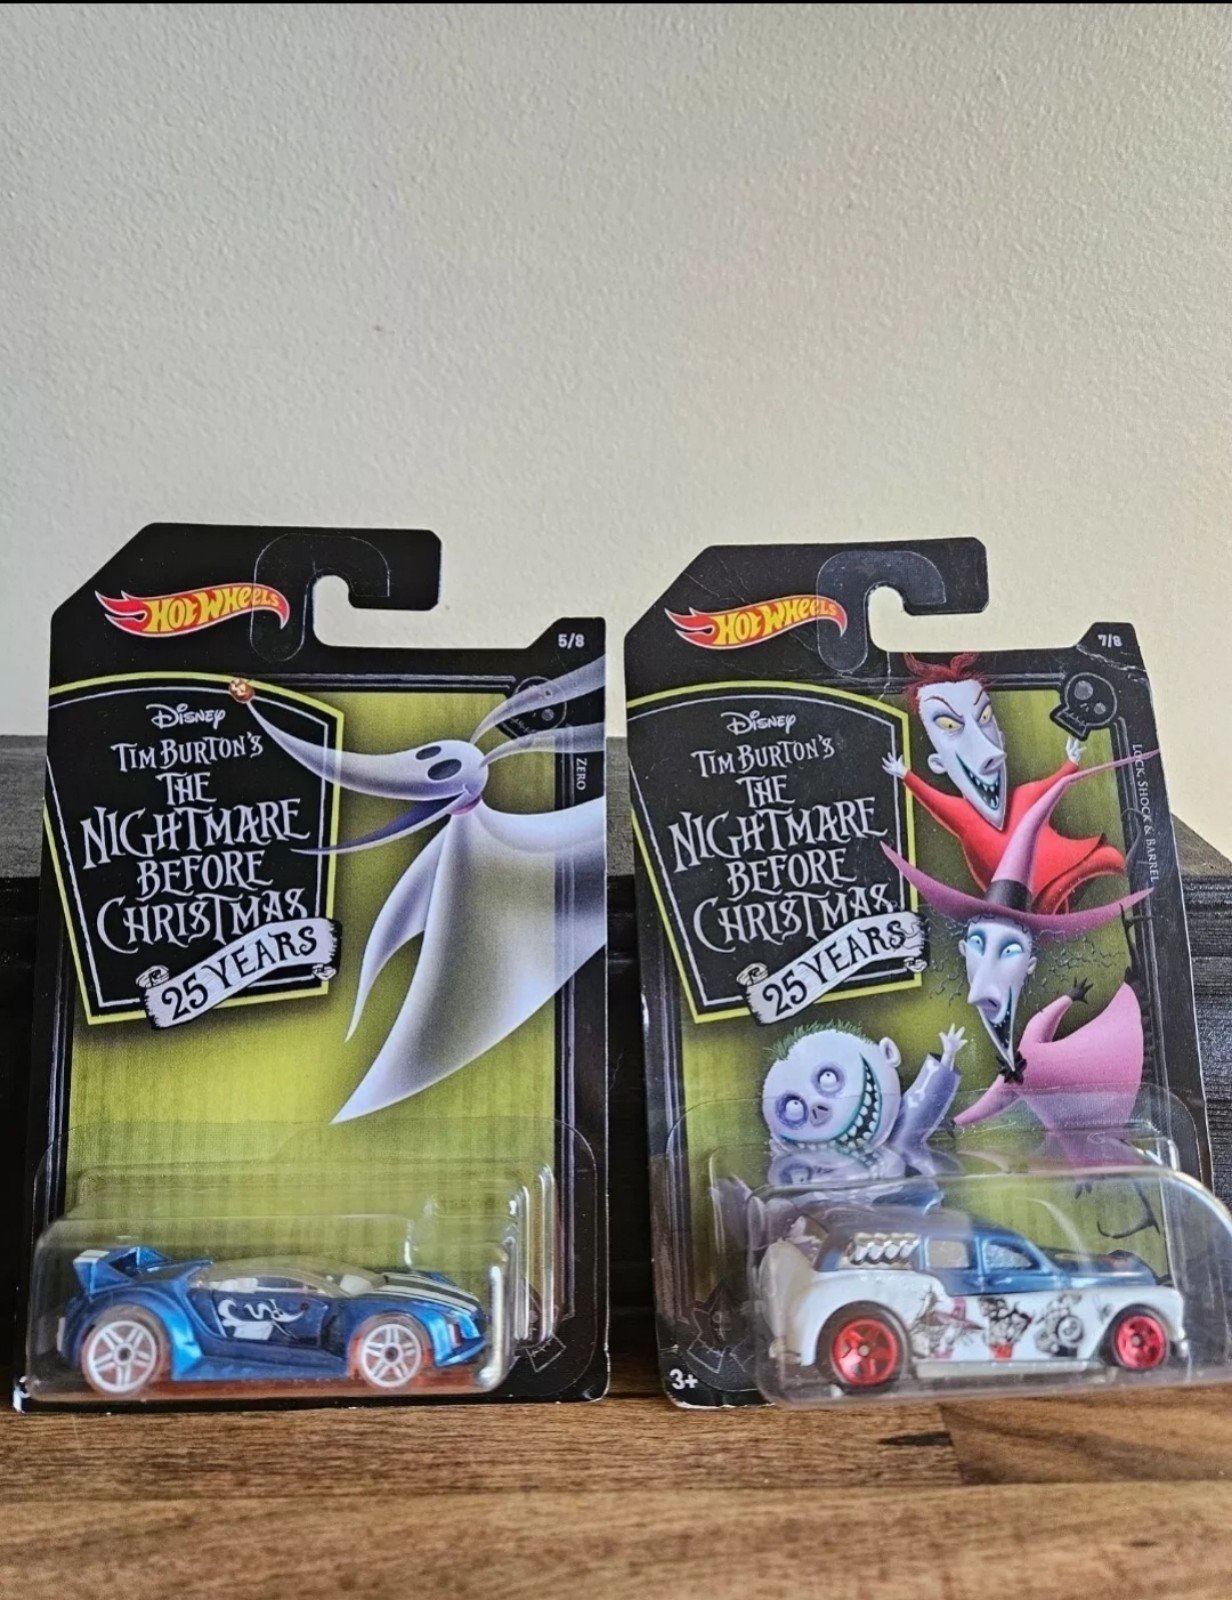 HOT WHEELS
5/8
DISNEY
TIM BURTON'S
THE
NIGHTMARE
BEFORE
CHRISTMAS
25 YEARS
ZERO
HOT WHEELS
7/8
DISNEY
TIM BURTON'S
THE
NIGHTMARE
BEFORE
CHRISTMAS
25 YEARS
LOCK, SHOCK & BARREL
3+